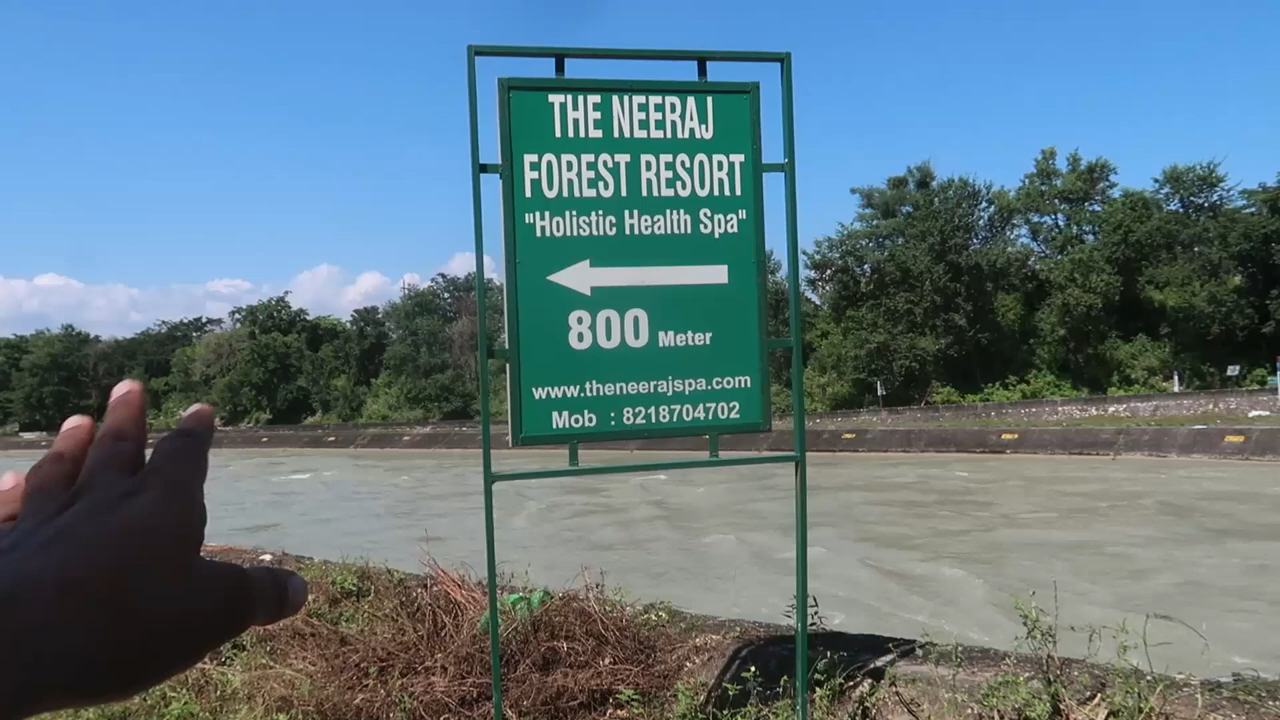 THE NEERAJ
FOREST RESORT
"Holistic Health Spa"
800 Meter
www.theneerajspa.com
Mob : 8218704702